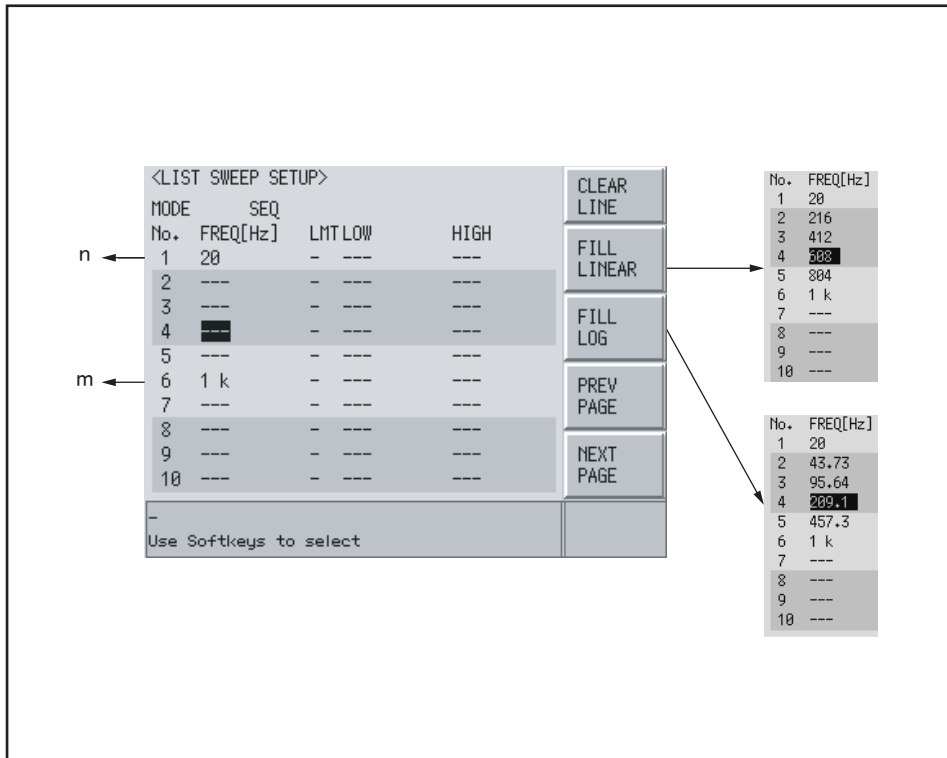 <LIST SWEEP SETUP>
MODE SEQ
No. FREQ[Hz] LMT LOW HIGH
n
1 20 - --- ---
2 --- - --- ---
3 --- - --- ---
4 --- - --- ---
5 --- - --- ---
m
6 1 k - --- ---
7 --- - --- ---
8 --- - --- ---
9 --- - --- ---
10 --- - --- ---
-
Use Softkeys to select
CLEAR
LINE
FILL
LINEAR
FILL
LOG
PREV
PAGE
NEXT
PAGE
No. FREQ[Hz]
1 20
2 216
3 412
4 608
5 804
6 1 k
7 ---
8 ---
9 ---
10 ---
No. FREQ[Hz]
1 20
2 43.73
3 95.64
4 209.1
5 457.3
6 1 k
7 ---
8 ---
9 ---
10 ---